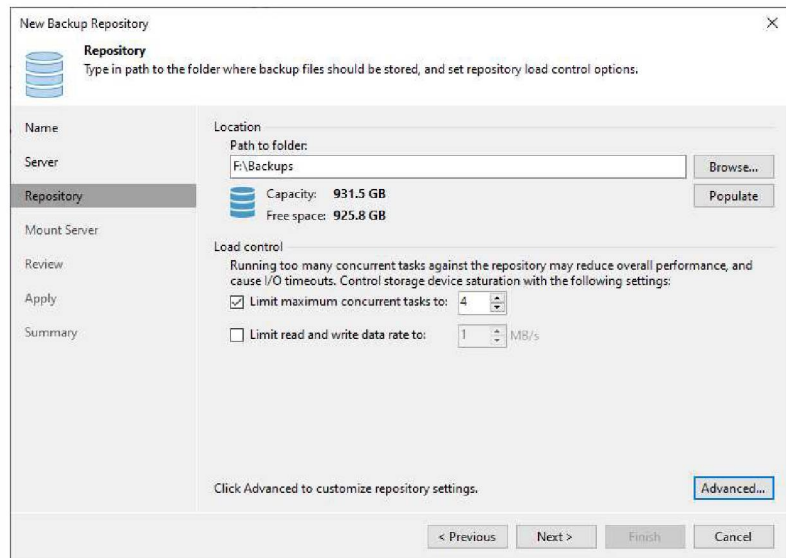 New Backup Repository
Repository
Type in path to the folder where backup files should be stored, and set repository load control options.
Name
Server
Repository
Mount Server
Review
Apply
Summary
Location
Path to folder:
F:\Backups
Browse...
Capacity: 931.5 GB
Populate
Free space: 925.8 GB
Load control
Running too many concurrent tasks against the repository may reduce overall performance, and
cause I/O timeouts. Control storage device saturation with the following settings:
Limit maximum concurrent tasks to: 4
Limit read and write data rate to: 1 MB/s
Click Advanced to customize repository settings.
Advanced...
< Previous
Next >
Finish
Cancel